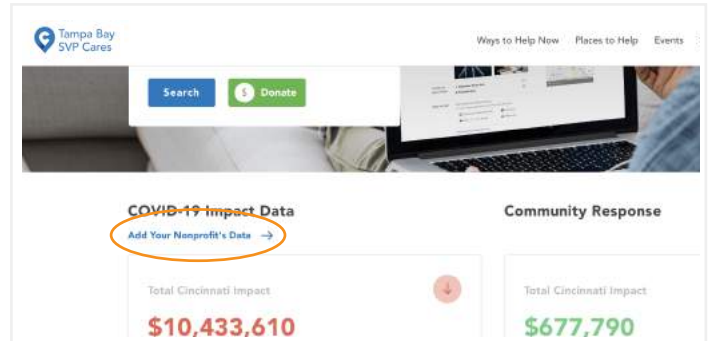 Tampa Bay
SVP Cares
Ways to Help Now Places to Help Events
Search $ Donate
COVID-19 Impact Data
Add Your Nonprofit's Data →
Community Response
Total Cincinnati Impact
$10,433,610
Total Cincinnati Impact
$677,790